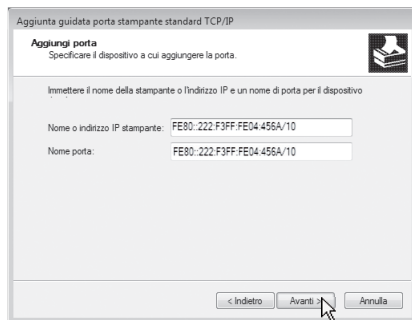 Aggiunta guidata porta stampante standard TCP/IP
Aggiungi porta
Specificare il dispositivo a cui aggiungere la porta.
Immettere il nome della stampante o l'indirizzo IP e un nome di porta per il dispositivo
Nome o indirizzo IP stampante: FE80::222:F3FF:FE04:456A/10
Nome porta: FE80::222:F3FF:FE04:456A/10
< Indietro Avanti > Annulla